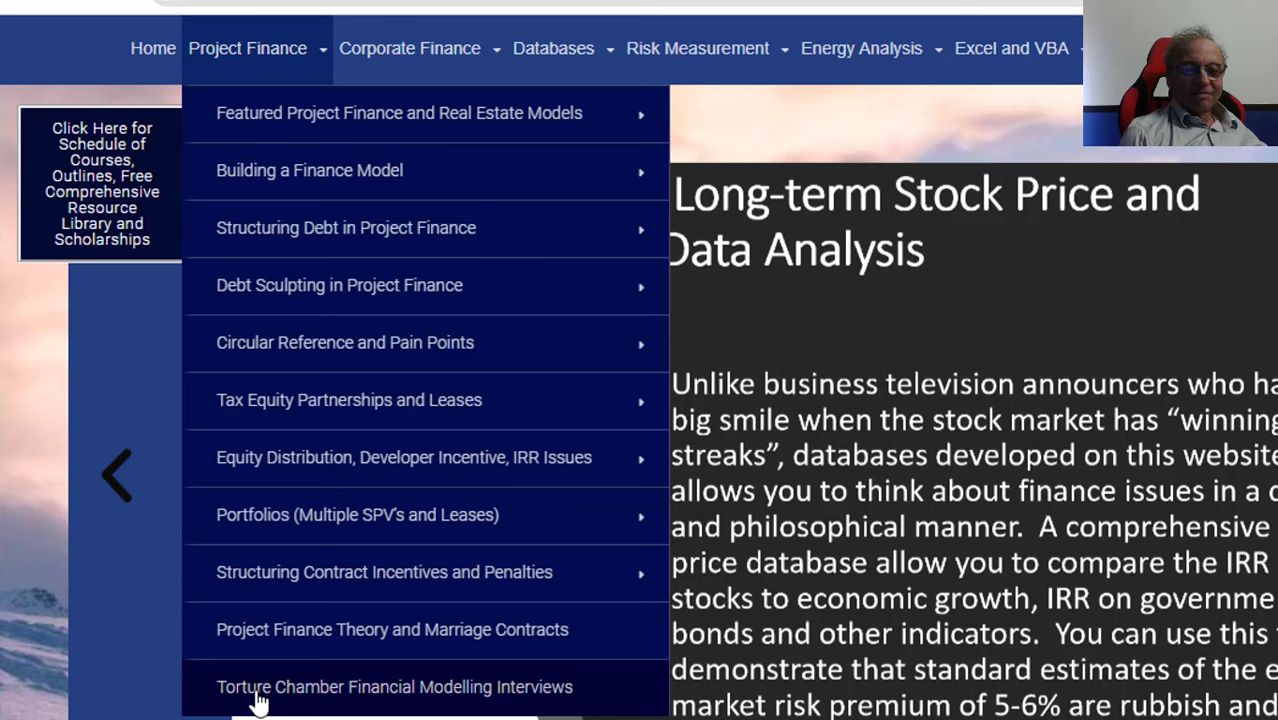 Home Project Finance Corporate Finance Databases Risk Measurement Energy Analysis Excel and VBA
Click Here for
Schedule of
Courses,
Outlines, Free
Comprehensive
Resource
Library and
Scholarships
Featured Project Finance and Real Estate Models
Building a Finance Model
Structuring Debt in Project Finance
Debt Sculpting in Project Finance
Circular Reference and Pain Points
Tax Equity Partnerships and Leases
Equity Distribution, Developer Incentive, IRR Issues
Portfolios (Multiple SPV's and Leases)
Structuring Contract Incentives and Penalties
Project Finance Theory and Marriage Contracts
Torture Chamber Financial Modelling Interviews
Long-term Stock Price and
Data Analysis
Unlike business television announcers who
big smile when the stock market has “winning
streaks”, databases developed on this website
allows you to think about finance issues in a
and philosophical manner. A comprehensive
price database allow you to compare the IRR
stocks to economic growth, IRR on
bonds and other indicators. You can use this
demonstrate that standard estimates of the
market risk premium of 5-6% are rubbish and